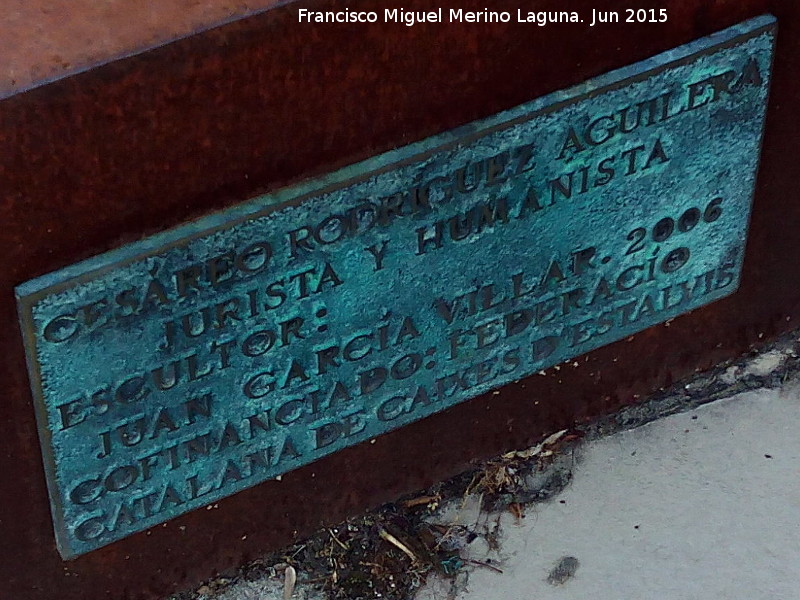 Francisco Miguel Merino Laguna. Jun 2015
CESÁREO RODRÍGUEZ AGUILERA
JURISTA Y HUMANISTA
ESCULTOR:
JUAN GARCÍA VILLAR. 2006
COFINANCIADO: FEDERACÍO
CATALANA DE CAIXES D'ESTALVIS